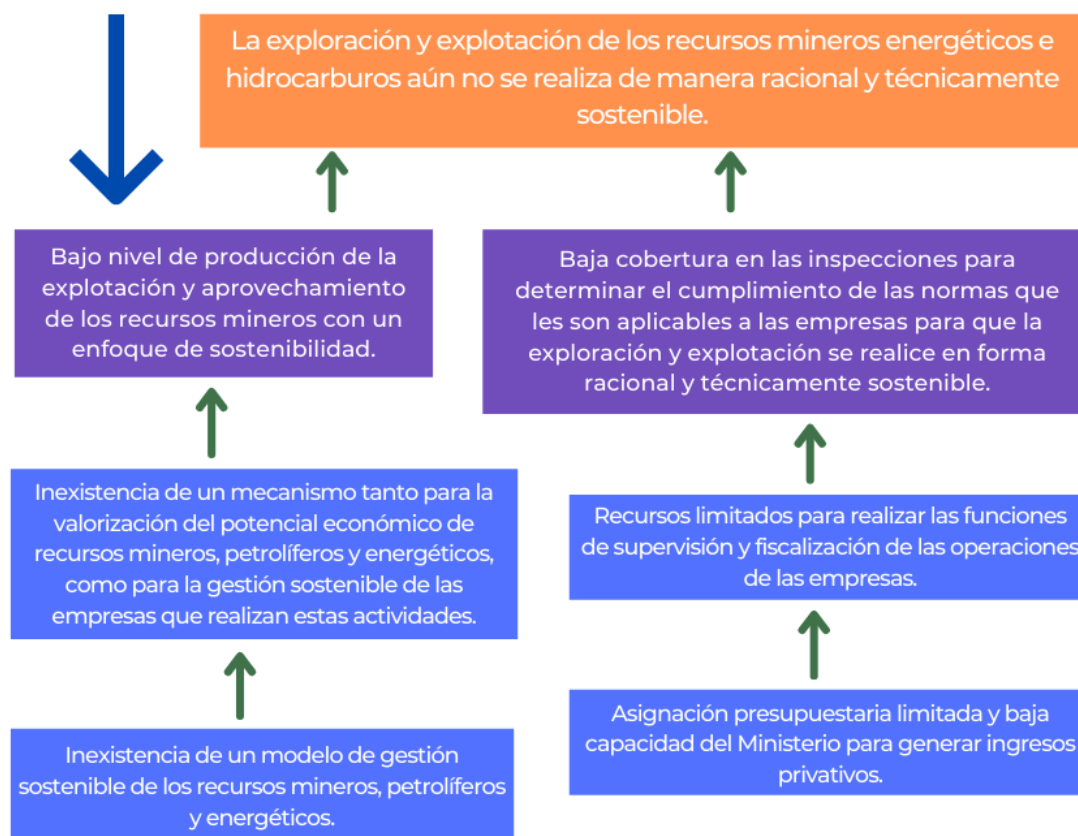 La exploración y explotación de los recursos mineros energéticos e
hidrocarburos aún no se realiza de manera racional y técnicamente
sostenible.
Bajo nivel de producción de la
explotación y aprovechamiento
de los recursos mineros con un
enfoque de sostenibilidad.
Baja cobertura en las inspecciones para
determinar el cumplimiento de las normas que
les son aplicables a las empresas para que la
exploración y explotación se realice en forma
racional y técnicamente sostenible.
Inexistencia de un mecanismo tanto para la
valorización del potencial económico de
recursos mineros, petrolíferos y energéticos,
como para la gestión sostenible de las
empresas que realizan estas actividades.
Recursos limitados para realizar las funciones
de supervisión y fiscalización de las operaciones
de las empresas.
Inexistencia de un modelo de gestión
sostenible de los recursos mineros, petrolíferos
y energéticos.
Asignación presupuestaria limitada y baja
capacidad del Ministerio para generar ingresos
privativos.